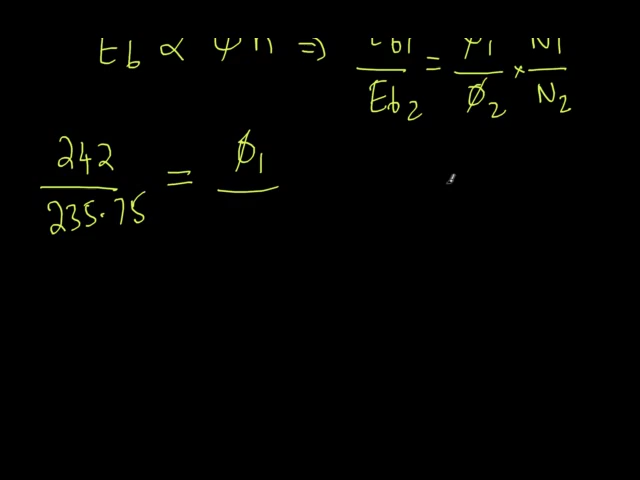 Eb ∝ φN ⇒ Eb1/Eb2 = φ1/φ2 × N1/N2
242/235.75 = φ1/